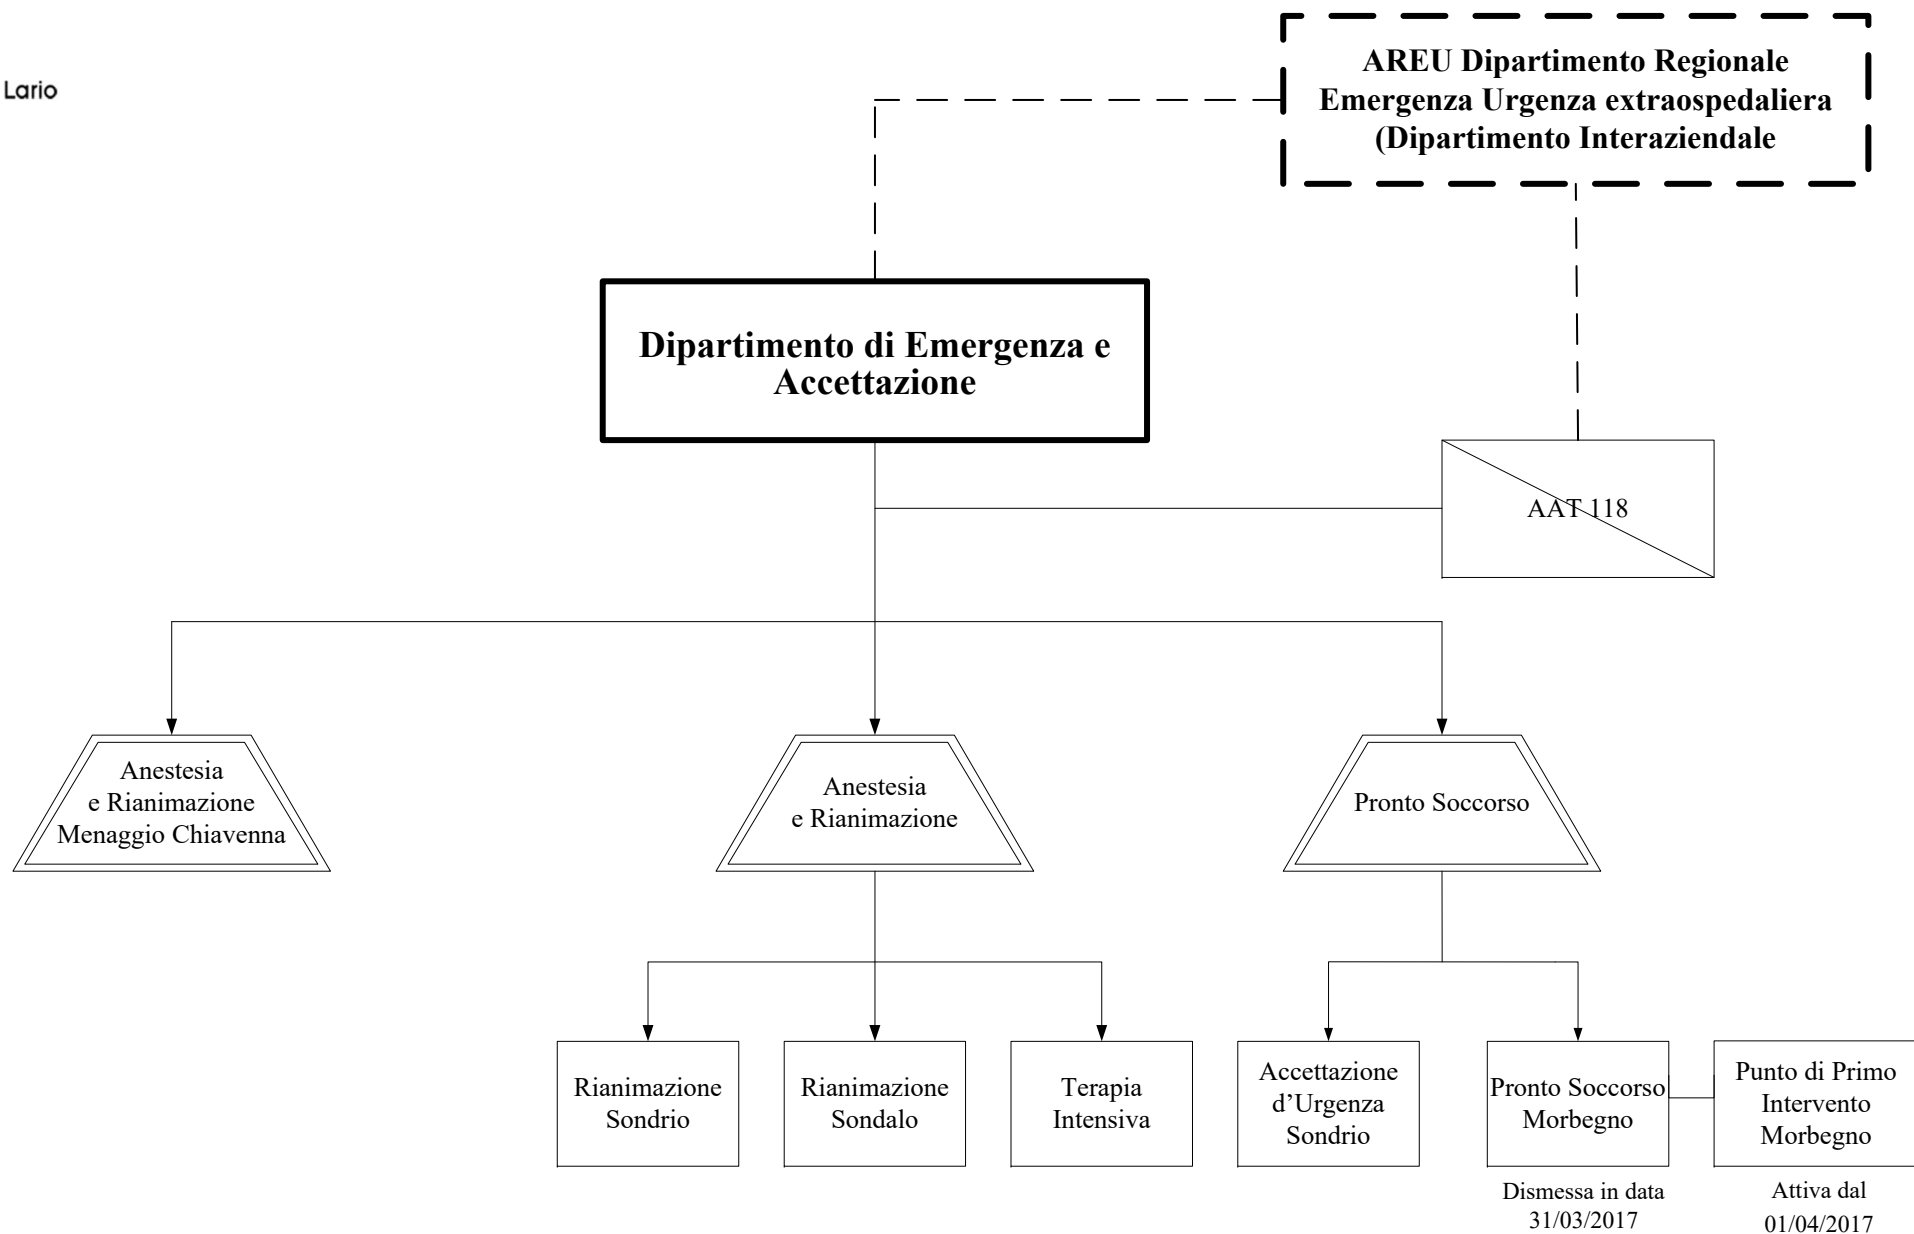 Lario
AREU Dipartimento Regionale
Emergenza Urgenza extraospedaliera
(Dipartimento Interaziendale
Dipartimento di Emergenza e
Accettazione
AAT 118
Anestesia
e Rianimazione
Menaggio Chiavenna
Anestesia
e Rianimazione
Pronto Soccorso
Rianimazione
Sondrio
Rianimazione
Sondalo
Terapia
Intensiva
Accettazione
d’Urgenza
Sondrio
Pronto Soccorso
Morbegno
Punto di Primo
Intervento
Morbegno
Dismessa in data
31/03/2017
Attiva dal
01/04/2017